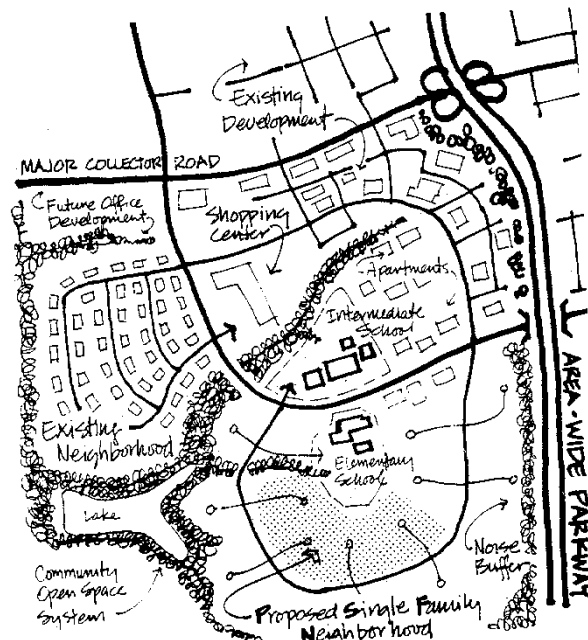 Existing
Development
MAJOR COLLECTOR ROAD
Future Office
Development
Shopping
Center
Apartments
Intermediate
School
Existing
Neighborhood
Elementary
School
Lake
Community
Open Space
System
Noise
Buffer
Proposed Single Family
Neighborhood
AREA-WIDE PARKWAY